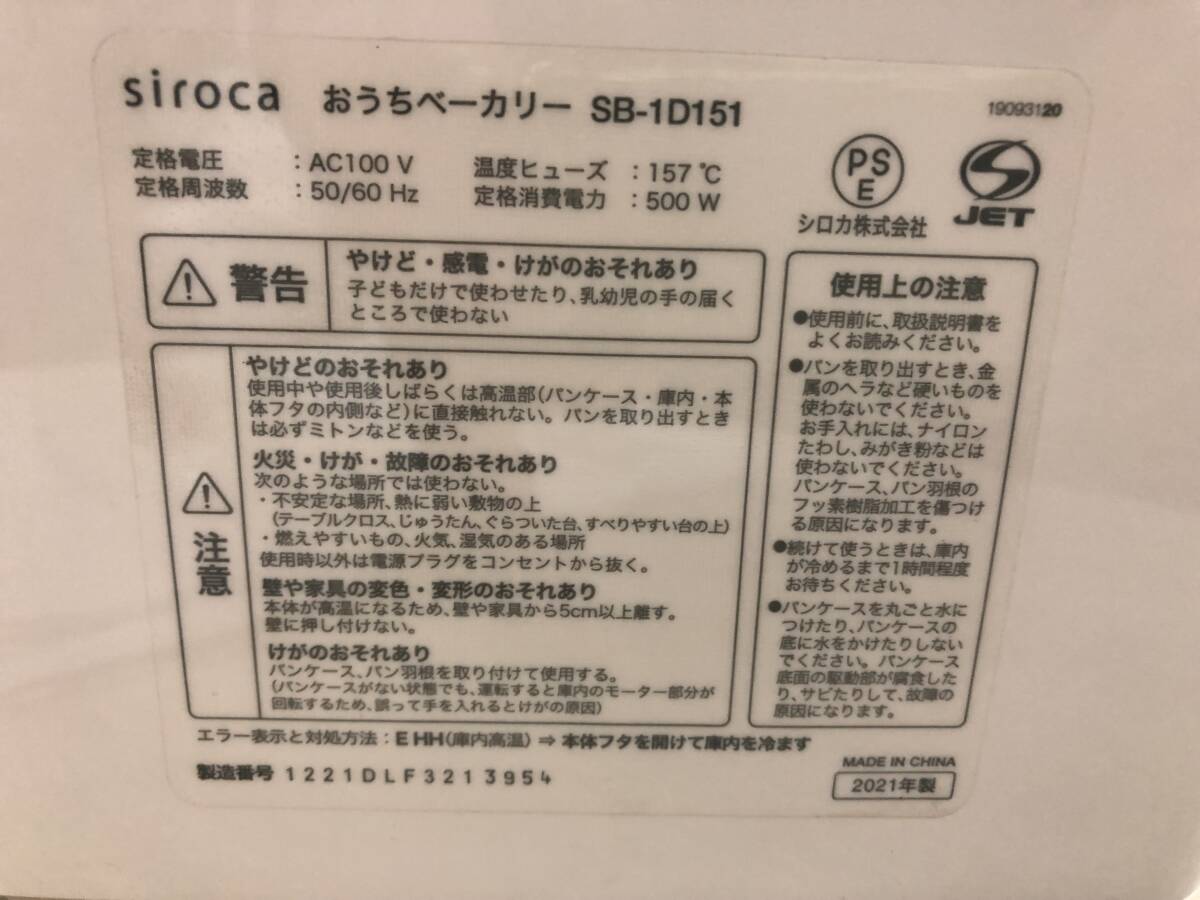 siroca おうちベーカリー SB-1D151
19093120
定格電圧 : AC100 V 温度ヒューズ : 157 ℃
定格周波数 : 50/60 Hz 定格消費電力 : 500 W
PSE
シロカ株式会社
JET
警告
やけど・感電・けがのおそれあり
子どもだけで使わせたり、乳幼児の手の届く
ところで使わない
注意
やけどのおそれあり
使用中や使用後しばらくは高温部(パンケース・庫内・本
体フタの内側など)に直接触れない。パンを取り出すとき
は必ずミトンなどを使う。
火災・けが・故障のおそれあり
次のような場所では使わない。
・不安定な場所、熱に弱い敷物の上
(テーブルクロス、じゅうたん、ぐらついた台、すべりやすい台の上)
・燃えやすいもの、火気、湿気のある場所
使用時以外は電源プラグをコンセントから抜く。
壁や家具の変色・変形のおそれあり
本体が高温になるため、壁や家具から5cm以上離す。
壁に押し付けない。
けがのおそれあり
パンケース、パン羽根を取り付けて使用する。
(パンケースがない状態でも、運転すると庫内のモーター部分が
回転するため、誤って手を入れるとけがの原因)
使用上の注意
●使用前に、取扱説明書を
よくお読みください。
●パンを取り出すとき、金
属のヘラなど硬いものを
使わないでください。
お手入れには、ナイロン
たわし、みがき粉などは
使わないでください。
パンケース、パン羽根の
フッ素樹脂加工を傷つけ
る原因になります。
●続けて使うときは、庫内
が冷めるまで1時間程度
お待ちください。
●パンケースを丸ごと水に
つけたり、パンケースの
底に水をかけたりしない
でください。パンケース
底面の駆動部が腐食した
り、サビたりして、故障の
原因になります。
エラー表示と対処方法 : E HH(庫内高温) ⇒ 本体フタを開けて庫内を冷ます
製造番号 1221DLF3213954
MADE IN CHINA
2021年製